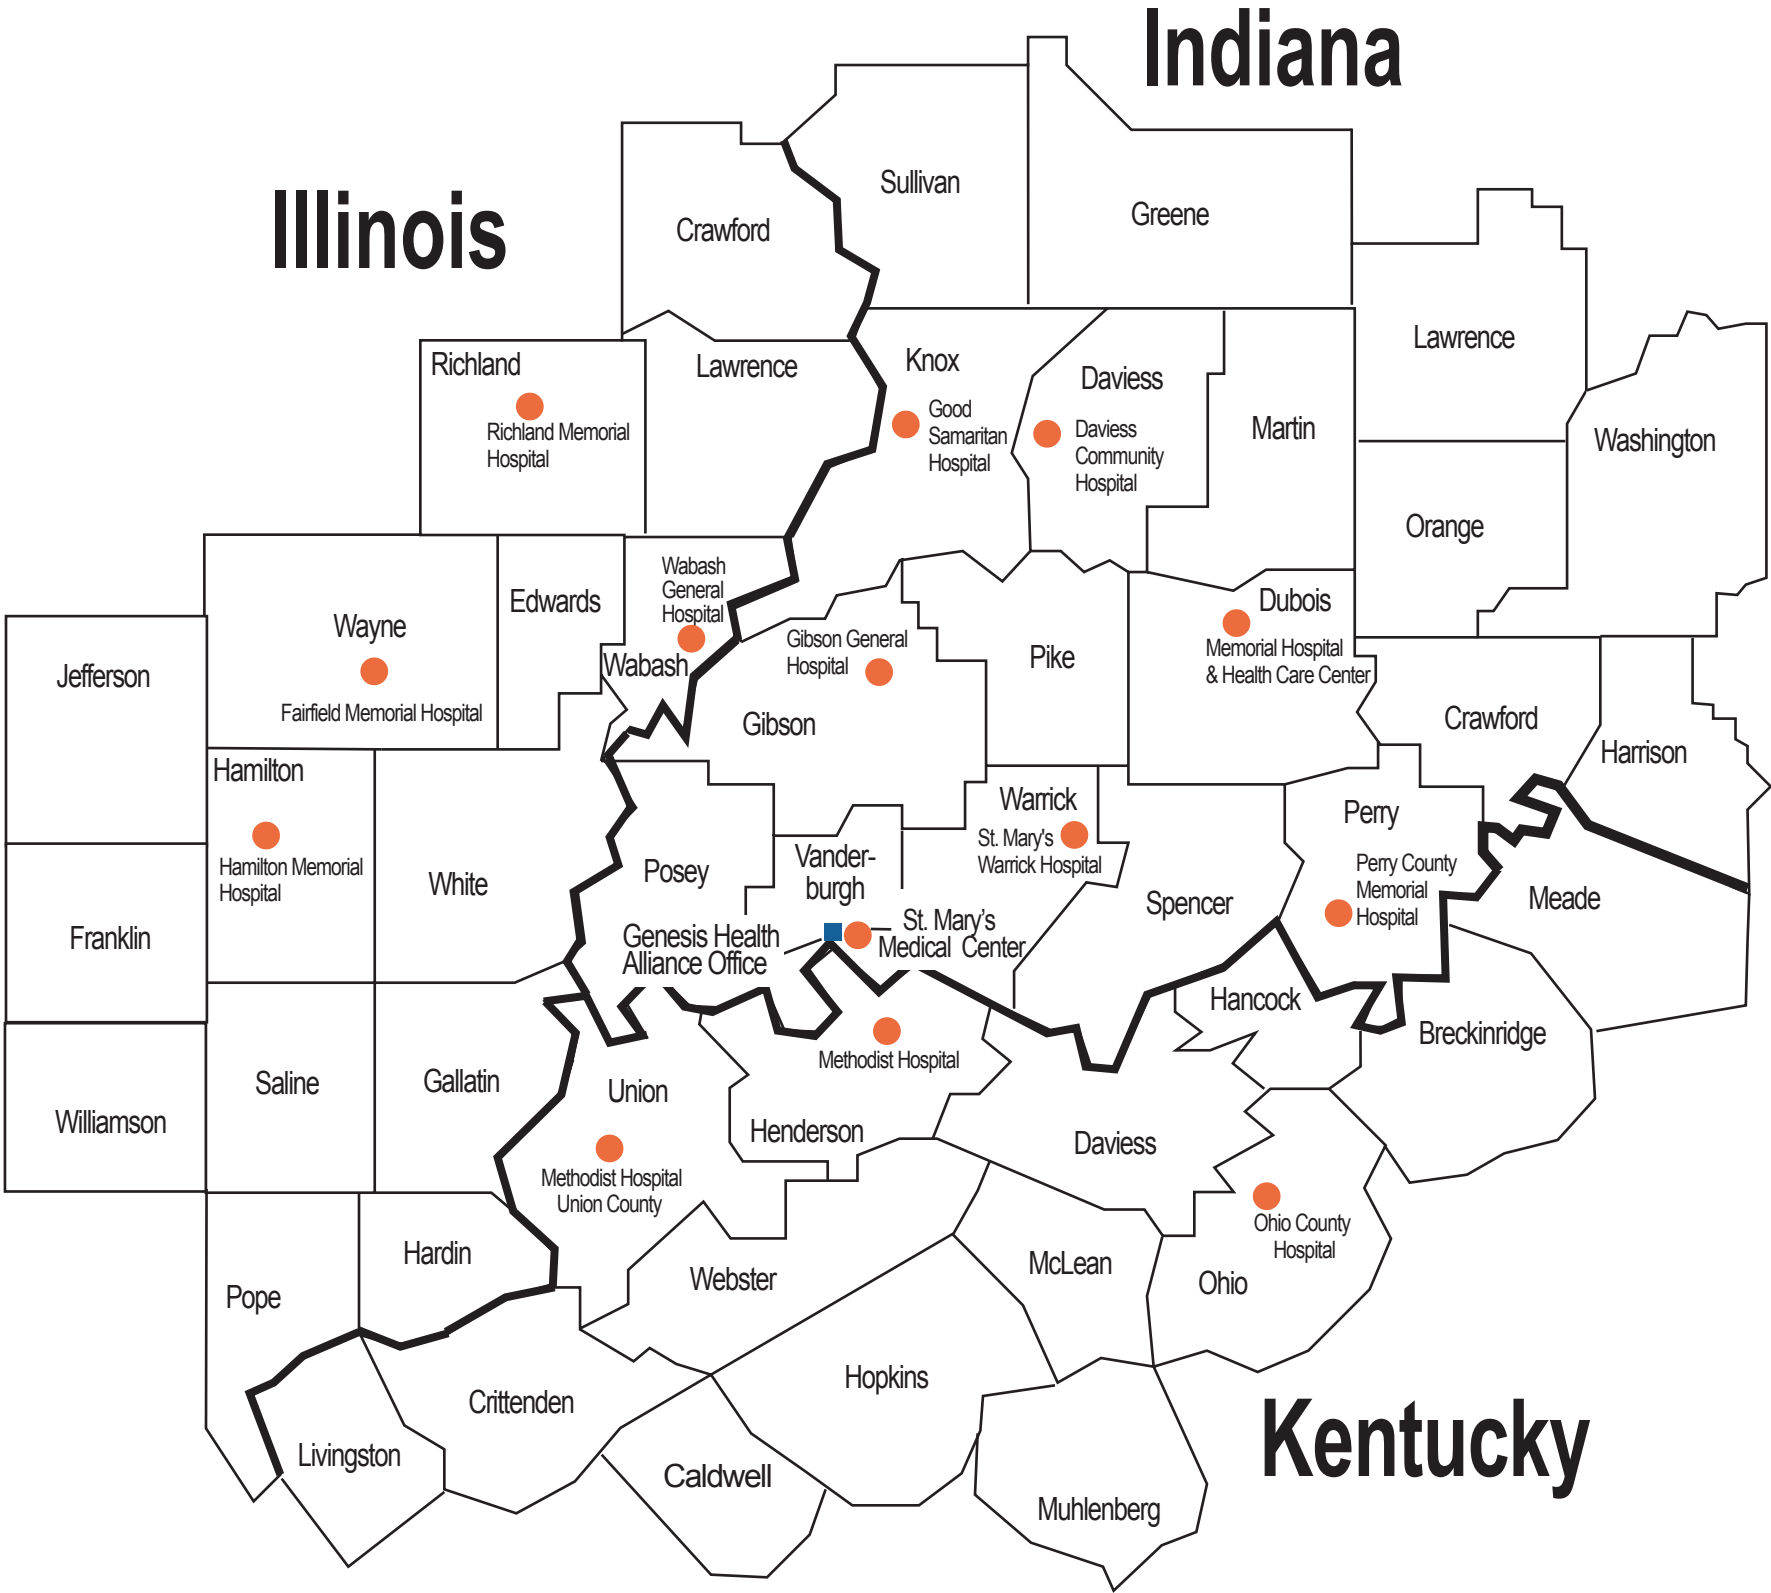 Indiana
Illinois
Sullivan
Greene
Crawford
Lawrence
Richland
Lawrence
Knox
Daviess
Richland Memorial
Hospital
Good
Samaritan
Hospital
Daviess
Community
Hospital
Martin
Washington
Orange
Wabash
General
Hospital
Edwards
Dubois
Wayne
Gibson General
Hospital
Pike
Memorial Hospital
& Health Care Center
Jefferson
Wabash
Fairfield Memorial Hospital
Gibson
Crawford
Harrison
Hamilton
Warrick
Perry
Hamilton Memorial
Hospital
White
Posey
Vander-
burgh
St. Mary's
Warrick Hospital
Perry County
Memorial
Hospital
Spencer
Meade
Franklin
Genesis Health
Alliance Office
St. Mary’s
Medical Center
Hancock
Breckinridge
Methodist Hospital
Saline
Gallatin
Union
Williamson
Henderson
Daviess
Methodist Hospital
Union County
Ohio County
Hospital
Hardin
McLean
Webster
Ohio
Pope
Hopkins
Crittenden
Kentucky
Livingston
Caldwell
Muhlenberg